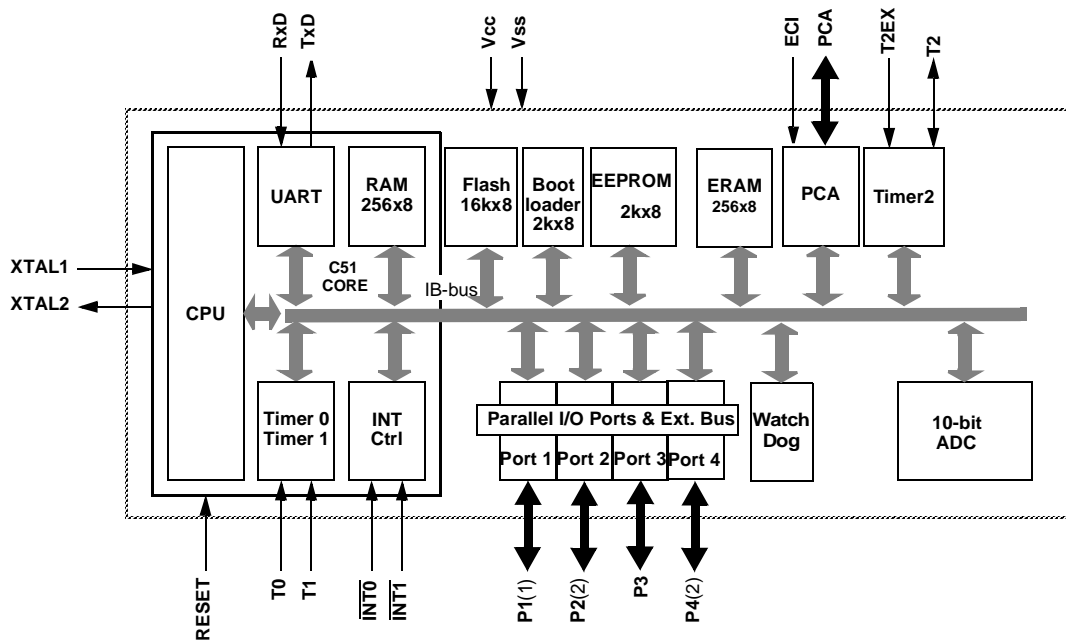 RxD
TxD
Vcc
Vss
ECI
PCA
T2EX
T2
UART
RAM
256x8
Flash
16kx8
Boot
loader
2kx8
EEPROM
2kx8
ERAM
256x8
PCA
Timer2
XTAL1
XTAL2
CPU
C51
CORE
IB-bus
Timer 0
Timer 1
INT
Ctrl
Parallel I/O Ports & Ext. Bus
Port 1
Port 2
Port 3
Port 4
Watch
Dog
10-bit
ADC
RESET
T0
T1
INT0
INT1
P1(1)
P2(2)
P3
P4(2)